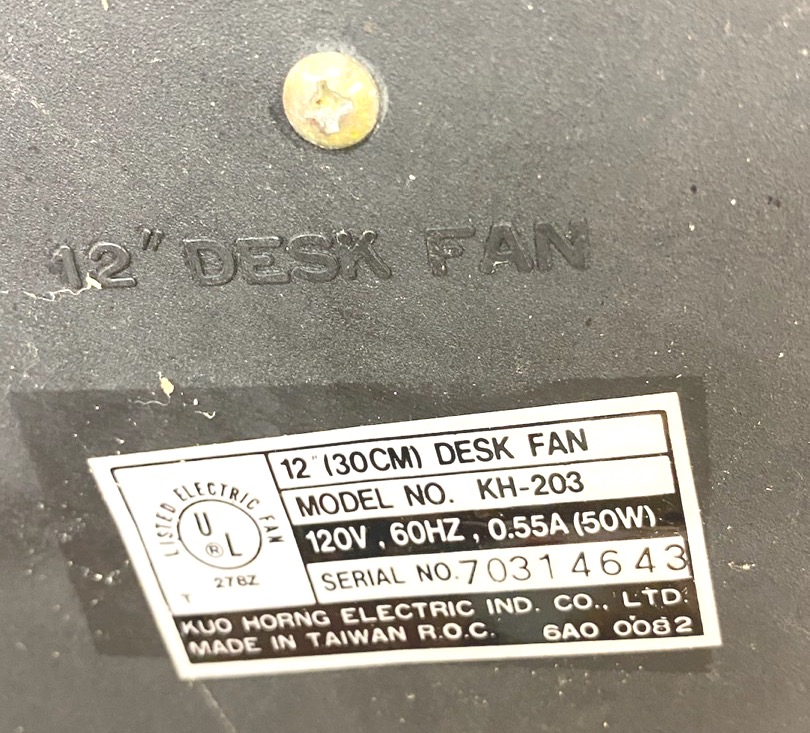 12" DESK FAN
12" (30CM) DESK FAN
MODEL NO. KH-203
120V, 60HZ, 0.55A (50W)
SERIAL NO. 70314643
LISTED ELECTRIC FAN
UL
®
278Z
T
KUO HORNG ELECTRIC IND. CO., LTD.
MADE IN TAIWAN R.O.C. 6A0 0082